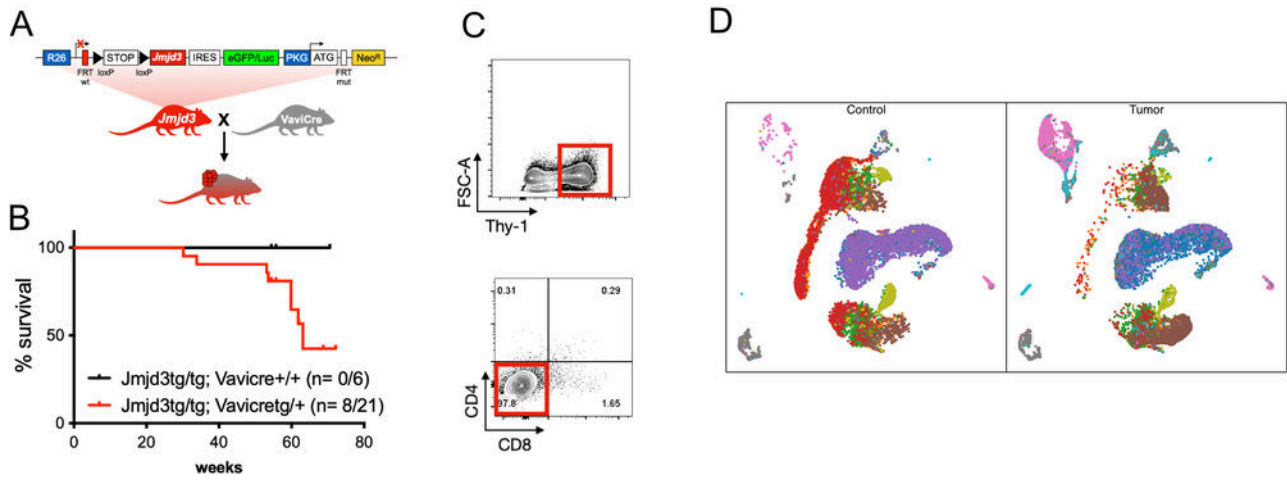 A
R26
STOP
Jmjd3
IRES
eGFP/Luc
PKG
ATG
NeoR
FRT
wt
loxP
loxP
FRT
mut
Jmjd3
X
VaviCre
B
% survival
100
50
0
0
20
40
60
80
weeks
Jmjd3tg/tg; Vavicre+/+ (n= 0/6)
Jmjd3tg/tg; Vavicretg/+ (n= 8/21)
C
FSC-A
Thy-1
0.31
0.29
97.8
1.65
CD4
CD8
D
Control
Tumor